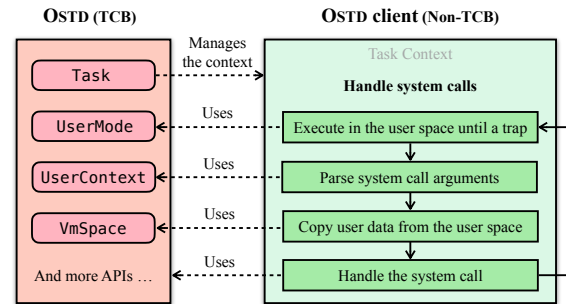 OSTD (TCB)
OSTD client (Non-TCB)
Manages
the context
Task Context
Task
Handle system calls
UserMode
Uses
Execute in the user space until a trap
UserContext
Uses
Parse system call arguments
VmSpace
Uses
Copy user data from the user space
And more APIs ...
Uses
Handle the system call